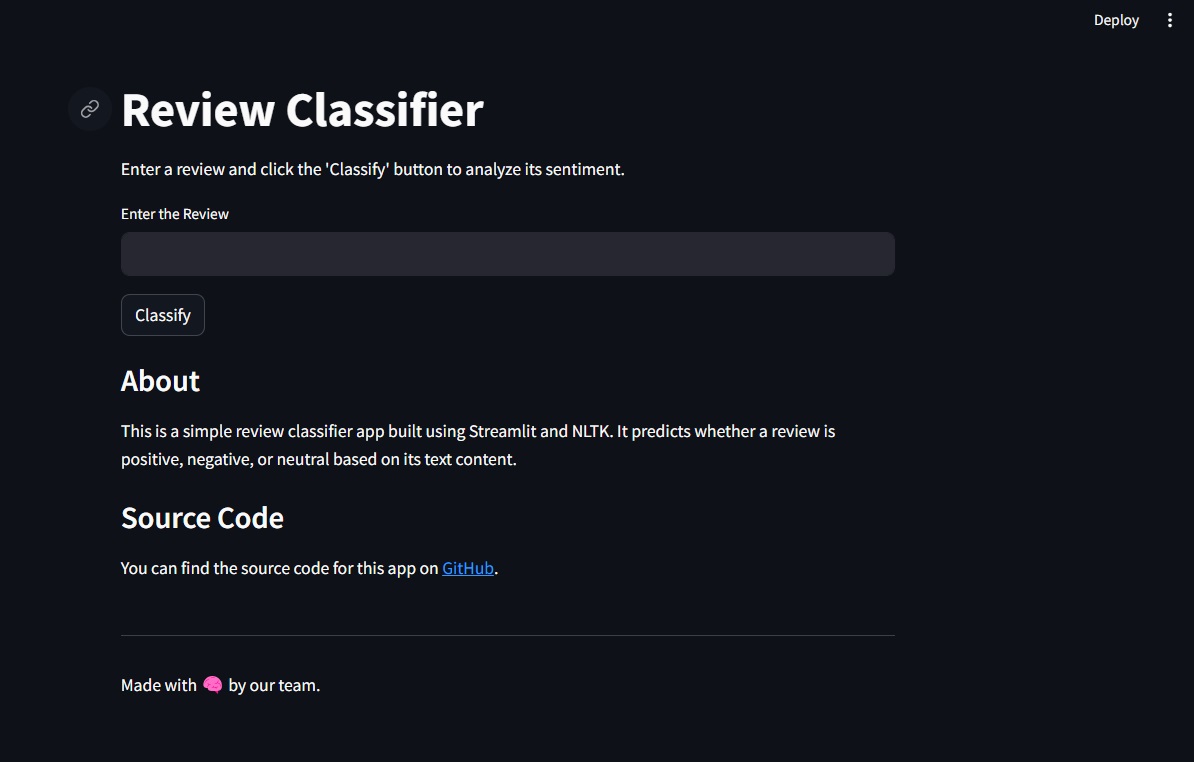 Deploy
Review Classifier
Enter a review and click the 'Classify' button to analyze its sentiment.
Enter the Review
Classify
About
This is a simple review classifier app built using Streamlit and NLTK. It predicts whether a review is
positive, negative, or neutral based on its text content.
Source Code
You can find the source code for this app on GitHub.
Made with 🧠 by our team.